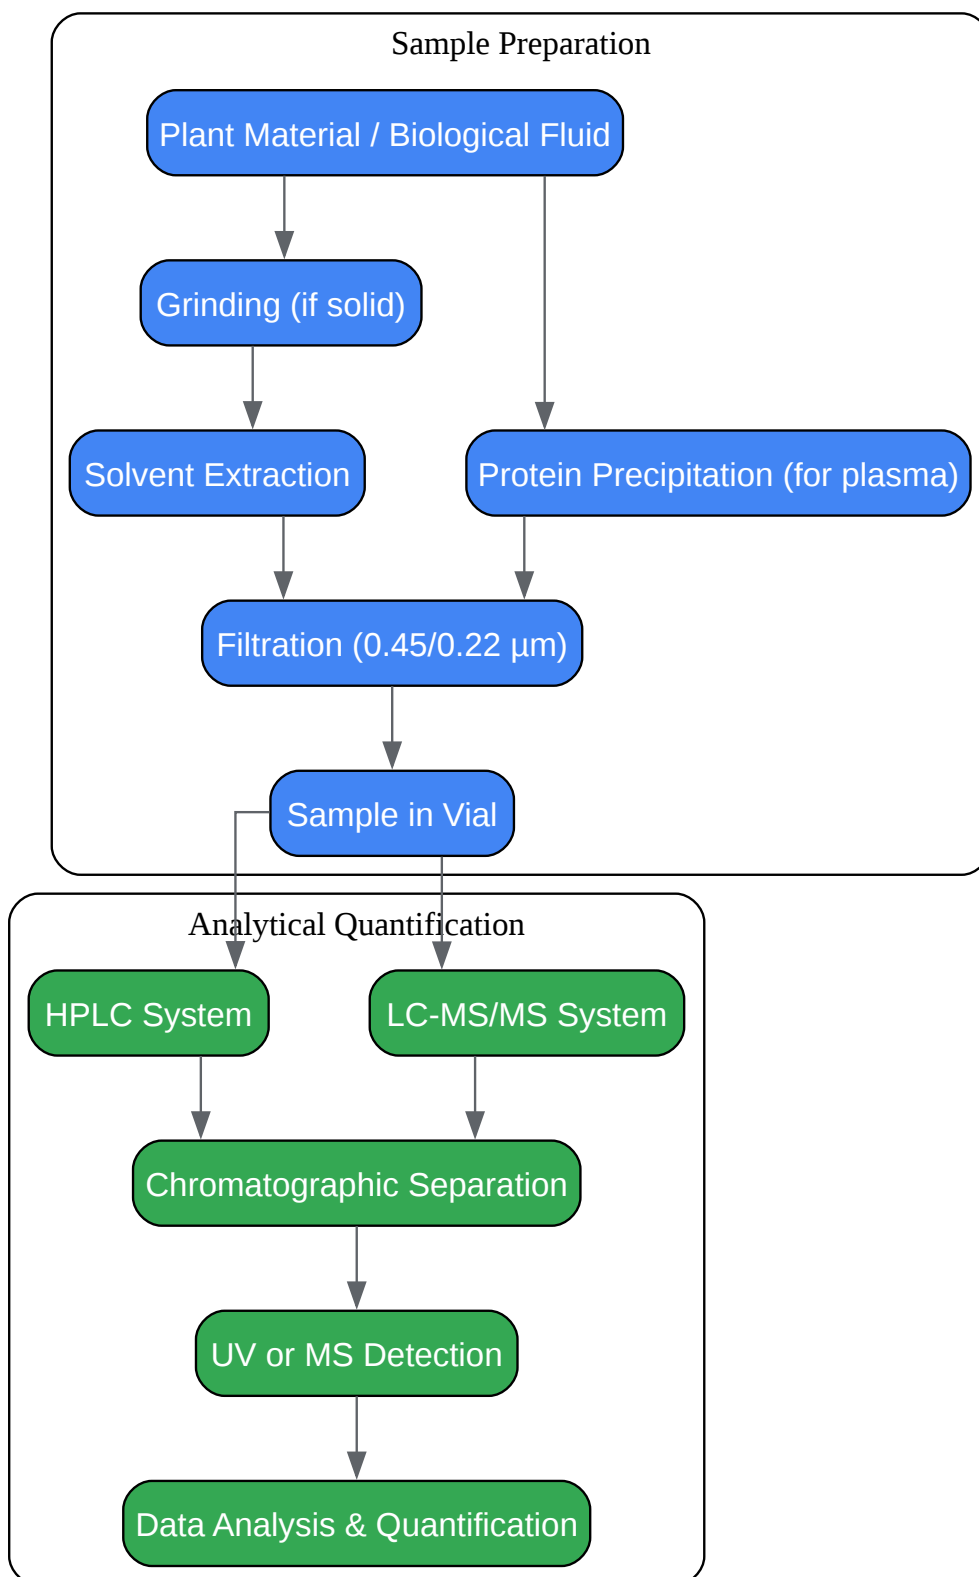 Sample Preparation
Plant Material / Biological Fluid
Grinding (if solid)
Solvent Extraction
Protein Precipitation (for plasma)
Filtration (0.45/0.22 µm)
Sample in Vial
Analytical Quantification
HPLC System
LC-MS/MS System
Chromatographic Separation
UV or MS Detection
Data Analysis & Quantification